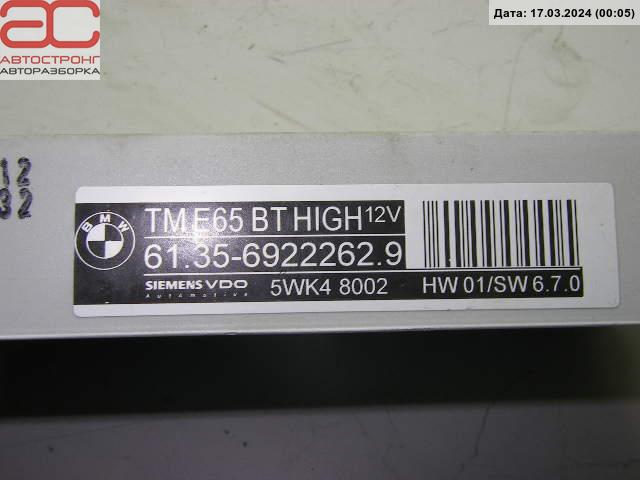 Дата: 17.03.2024 (00:05)
АС
АВТОСТРОНГ
АВТОРАЗБОРКА
12
32
BMW
TM E65 BT HIGH 12V
61.35-6922262.9
SIEMENS VDO
Automotive
5WK4 8002
HW 01/SW 6.7.0